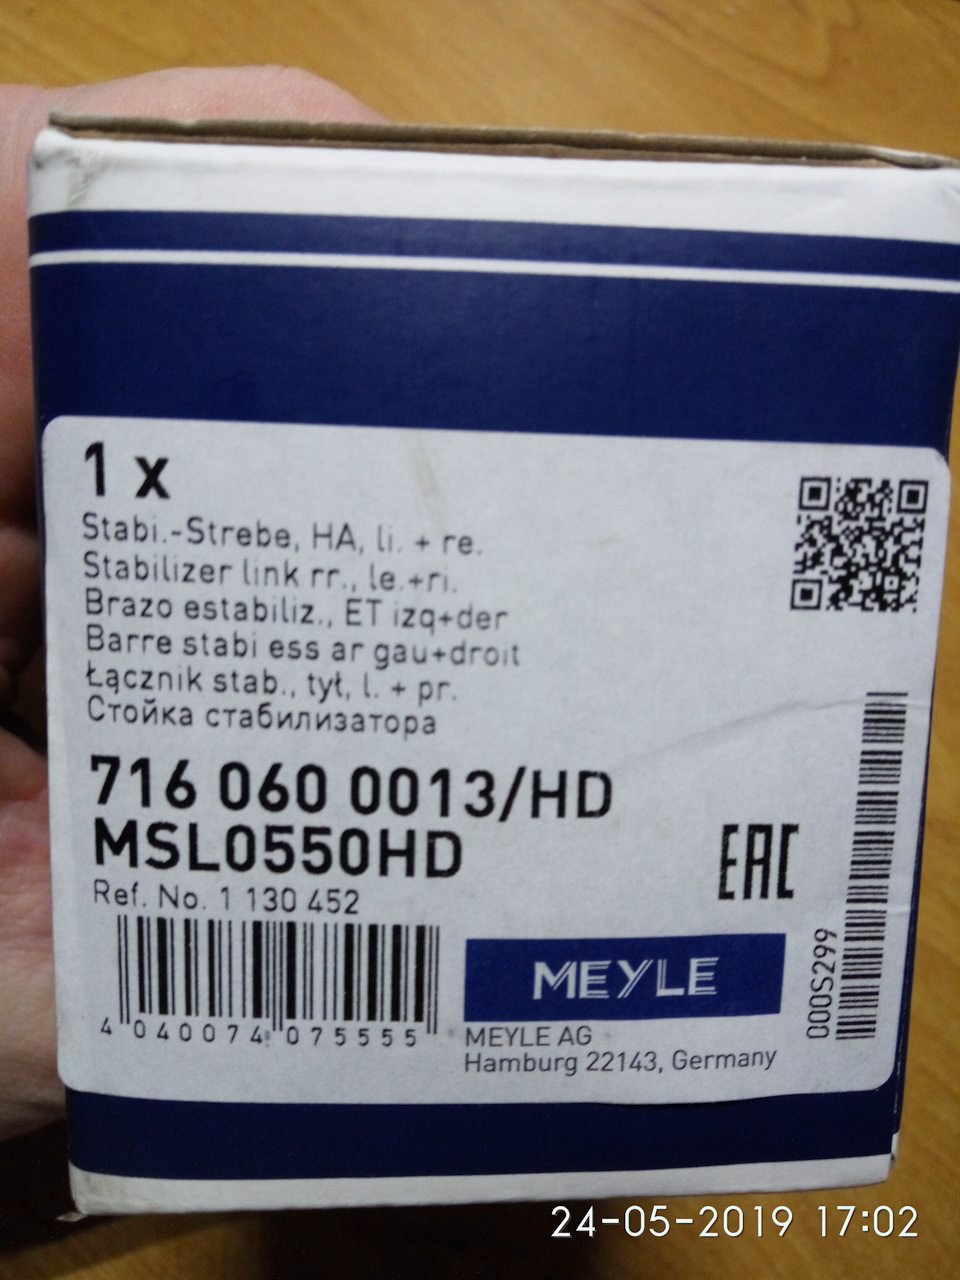 1 x
Stabi.-Strebe, HA, li. + re.
Stabilizer link rr., le.+ri.
Brazo estabiliz., ET izq+der
Barre stabi ess ar gau+droit
Łącznik stab., tył, l. + pr.
Стойка стабилизатора
716 060 0013/HD
MSL0550HD
Ref. No. 1 130 452
EAC
4 040074 075555
MEYLE
MEYLE AG
Hamburg 22143, Germany
000S299
24-05-2019 17:02